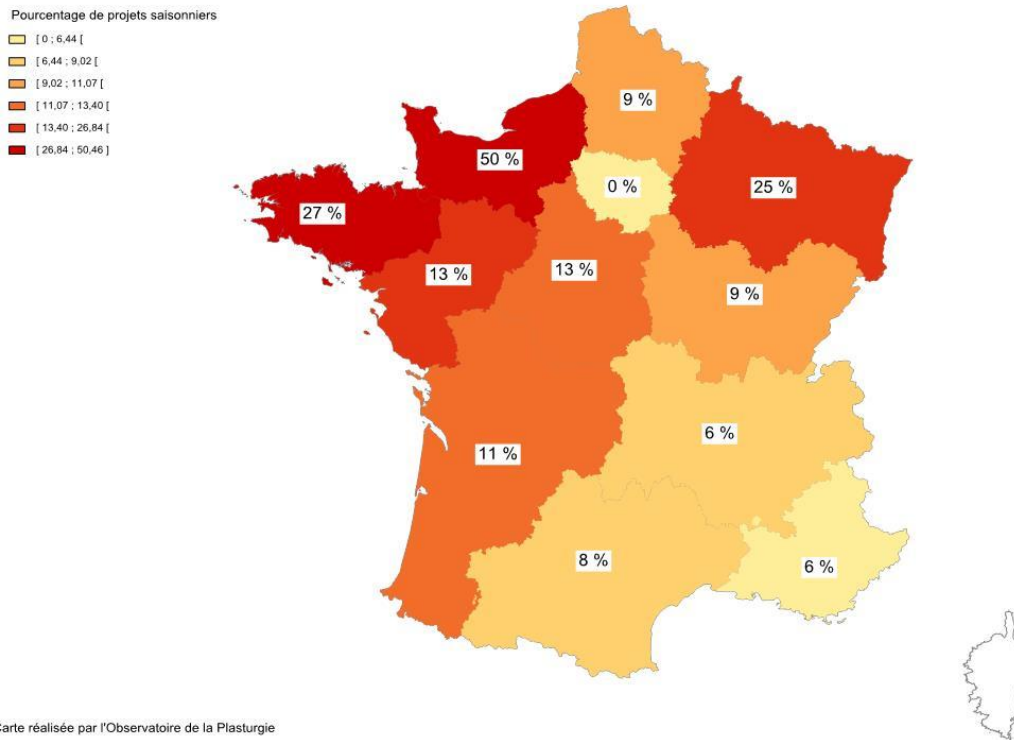 Pourcentage de projets saisonniers
[ 0 ; 6,44 [
[ 6,44 ; 9,02 [
[ 9,02 ; 11,07 [
[ 11,07 ; 13,40 [
[ 13,40 ; 26,84 [
[ 26,84 ; 50,46 ]
9 %
50 %
0 %
25 %
27 %
13 %
13 %
9 %
6 %
11 %
8 %
6 %
Carte réalisée par l'Observatoire de la Plasturgie